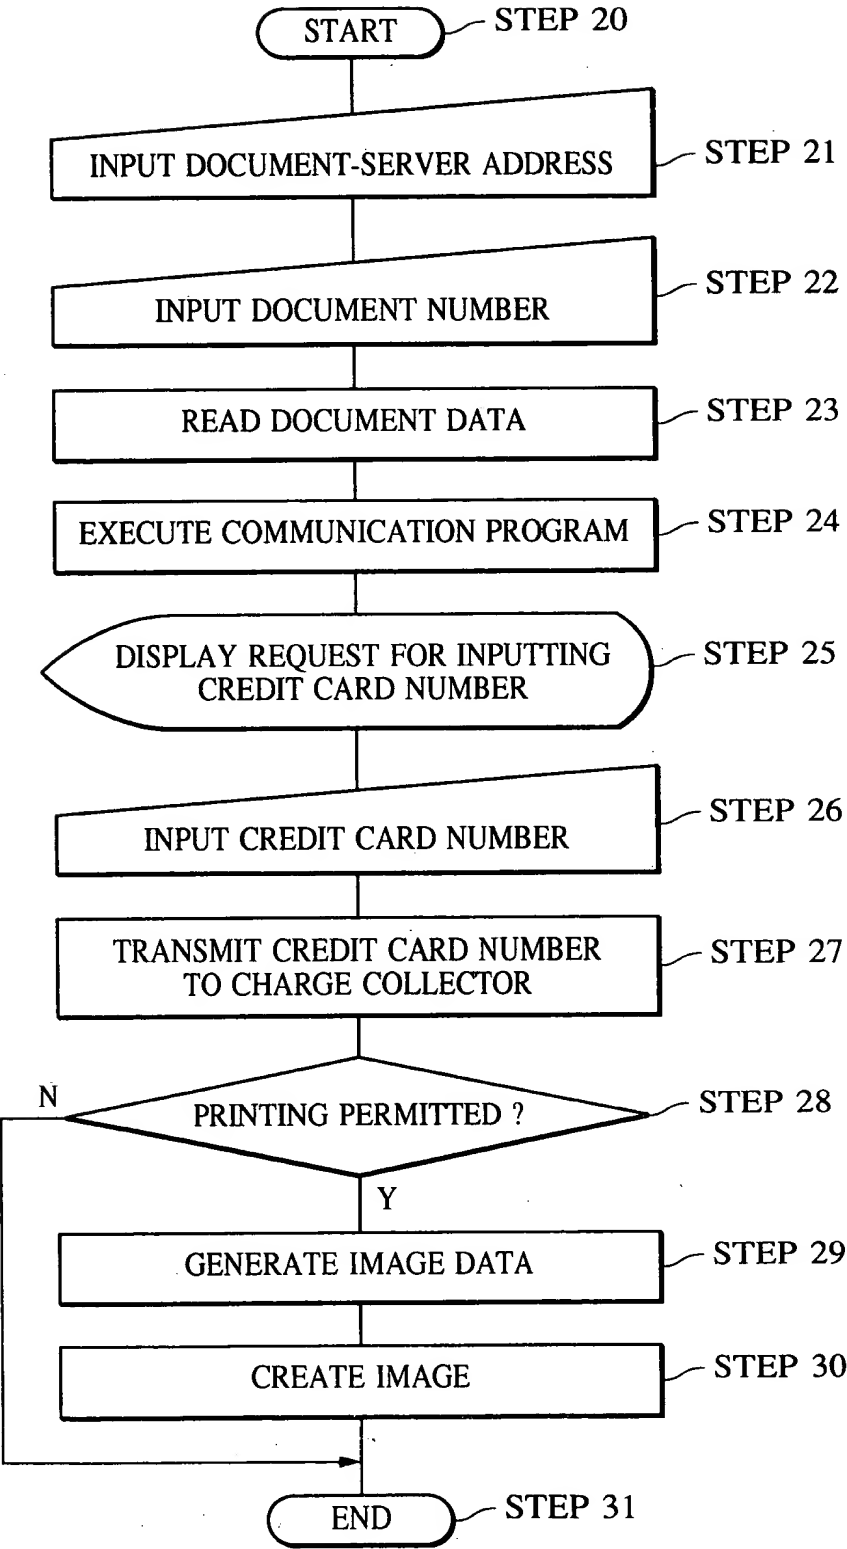 START
STEP 20
INPUT DOCUMENT-SERVER ADDRESS
STEP 21
INPUT DOCUMENT NUMBER
STEP 22
READ DOCUMENT DATA
STEP 23
EXECUTE COMMUNICATION PROGRAM
STEP 24
DISPLAY REQUEST FOR INPUTTING
CREDIT CARD NUMBER
STEP 25
INPUT CREDIT CARD NUMBER
STEP 26
TRANSMIT CREDIT CARD NUMBER
TO CHARGE COLLECTOR
STEP 27
N
PRINTING PERMITTED ?
STEP 28
Y
GENERATE IMAGE DATA
STEP 29
CREATE IMAGE
STEP 30
END
STEP 31